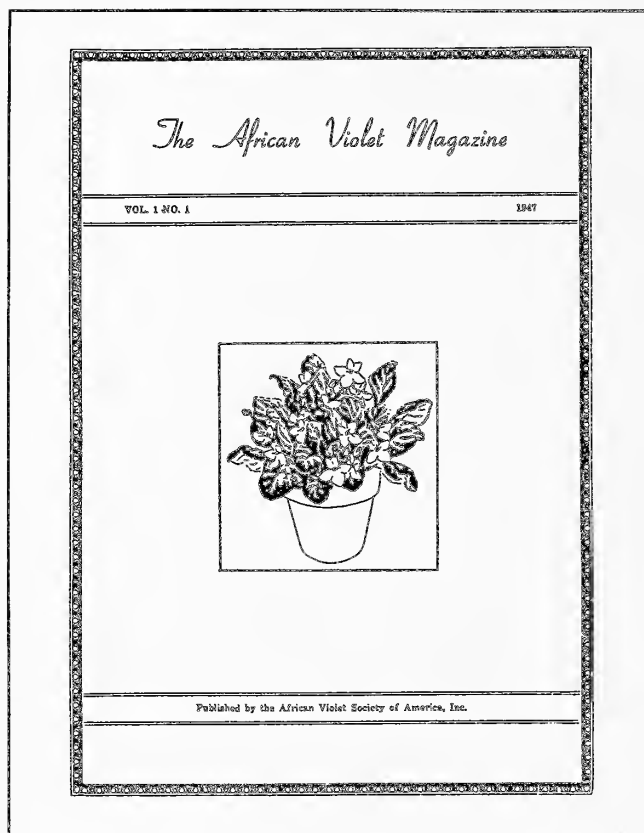 The African Violet Magazine
VOL. 1 NO. 1 1947
Published by the African Violet Society of America, Inc.